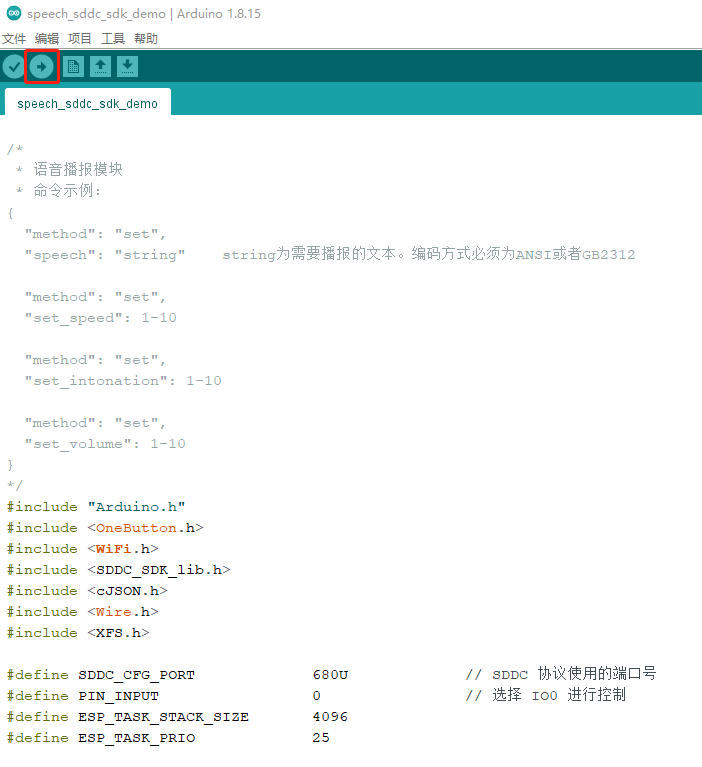 speech_sddc_sdk_demo | Arduino 1.8.15
文件 编辑 项目 工具 帮助
speech_sddc_sdk_demo
/*
 * 语音播报模块
 * 命令示例：
{
  "method": "set",
  "speech": "string"    string为需要播报的文本。编码方式必须为ANSI或者GB2312
  "method": "set",
  "set_speed": 1-10
  "method": "set",
  "set_intonation": 1-10
  "method": "set",
  "set_volume": 1-10
}
*/
#include "Arduino.h"
#include <OneButton.h>
#include <WiFi.h>
#include <SDDC_SDK_lib.h>
#include <cJSON.h>
#include <Wire.h>
#include <XFS.h>
#define SDDC_CFG_PORT             680U             // SDDC 协议使用的端口号
#define PIN_INPUT                 0                // 选择 IO0 进行控制
#define ESP_TASK_STACK_SIZE       4096
#define ESP_TASK_PRIO             25